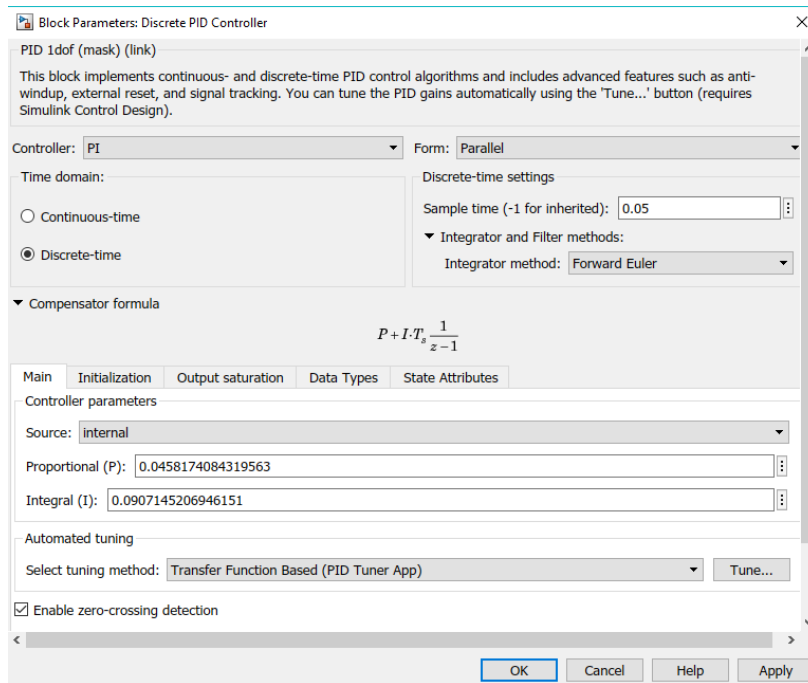 Block Parameters: Discrete PID Controller
PID 1dof (mask) (link)
This block implements continuous- and discrete-time PID control algorithms and includes advanced features such as anti-
windup, external reset, and signal tracking. You can tune the PID gains automatically using the 'Tune...' button (requires
Simulink Control Design).
Controller: PI Form: Parallel
Time domain: Discrete-time settings
Continuous-time Sample time (-1 for inherited): 0.05
Integrator and Filter methods:
Discrete-time Integrator method: Forward Euler
Compensator formula
P + I·Tₛ 1/(z−1)
Main Initialization Output saturation Data Types State Attributes
Controller parameters
Source: internal
Proportional (P): 0.0458174084319563
Integral (I): 0.0907145206946151
Automated tuning
Select tuning method: Transfer Function Based (PID Tuner App) Tune...
Enable zero-crossing detection
OK Cancel Help Apply